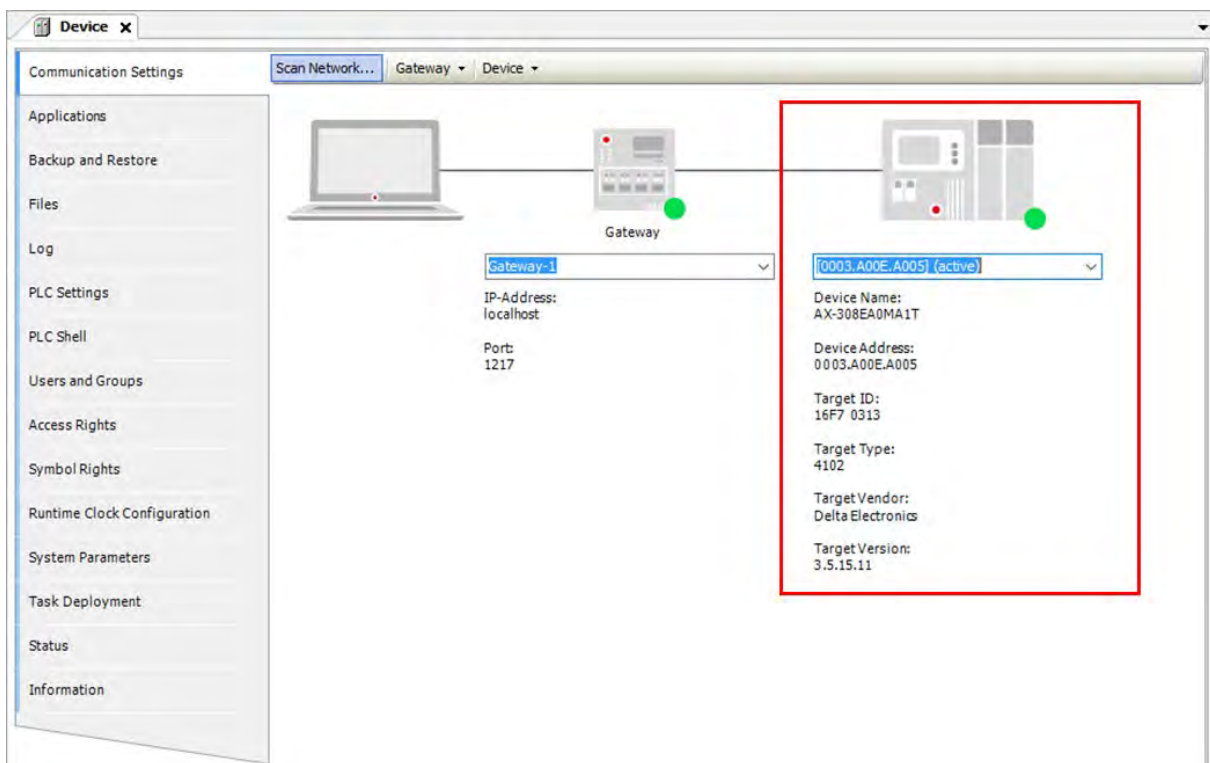 Device
Communication Settings
Applications
Backup and Restore
Files
Log
PLC Settings
PLC Shell
Users and Groups
Access Rights
Symbol Rights
Runtime Clock Configuration
System Parameters
Task Deployment
Status
Information
Scan Network... Gateway Device
Gateway
Gateway-1
IP-Address:
localhost
Port:
1217
[0003.A00E.A005] (active)
Device Name:
AX-308EA0MA1T
Device Address:
0003.A00E.A005
Target ID:
16F7 0313
Target Type:
4102
Target Vendor:
Delta Electronics
Target Version:
3.5.15.11